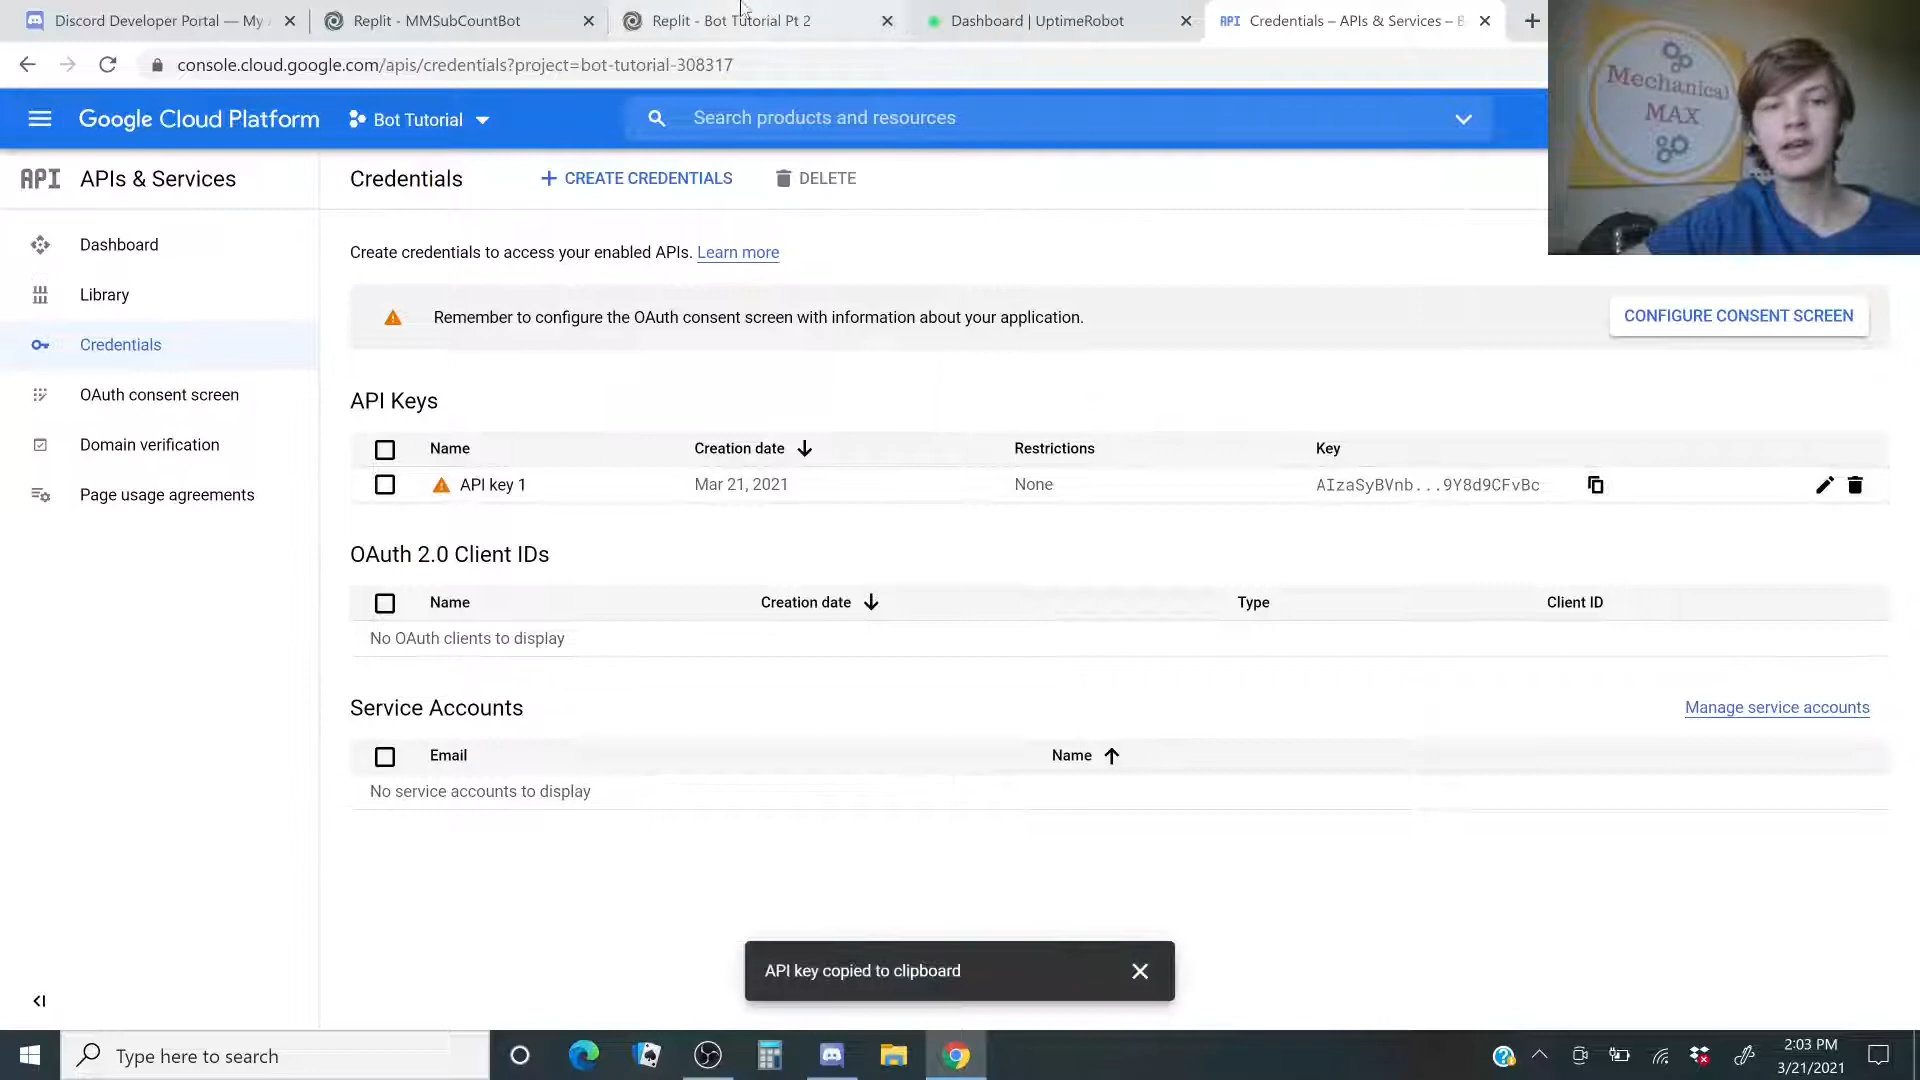 Discord Developer Portal — My
Replit - MMSubCountBot
Replit - Bot Tutorial Pt 2
Dashboard | UptimeRobot
API Credentials – APIs & Services – B
console.cloud.google.com/apis/credentials?project=bot-tutorial-308317
Google Cloud Platform
Bot Tutorial
Search products and resources
Mechanical
MAX
API APIs & Services
Credentials
CREATE CREDENTIALS
DELETE
Dashboard
Library
Credentials
OAuth consent screen
Domain verification
Page usage agreements
Create credentials to access your enabled APIs. Learn more
Remember to configure the OAuth consent screen with information about your application.
CONFIGURE CONSENT SCREEN
API Keys
Name Creation date Restrictions Key
API key 1 Mar 21, 2021 None AIzaSyBVnb...9Y8d9CFvBc
OAuth 2.0 Client IDs
Name Creation date Type Client ID
No OAuth clients to display
Service Accounts
Manage service accounts
Email Name
No service accounts to display
API key copied to clipboard
Type here to search
2:03 PM
3/21/2021